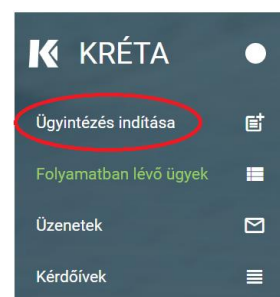 KRÉTA
Ügyintézés indítása
Folyamatban lévő ügyek
Üzenetek
Kérdőívek